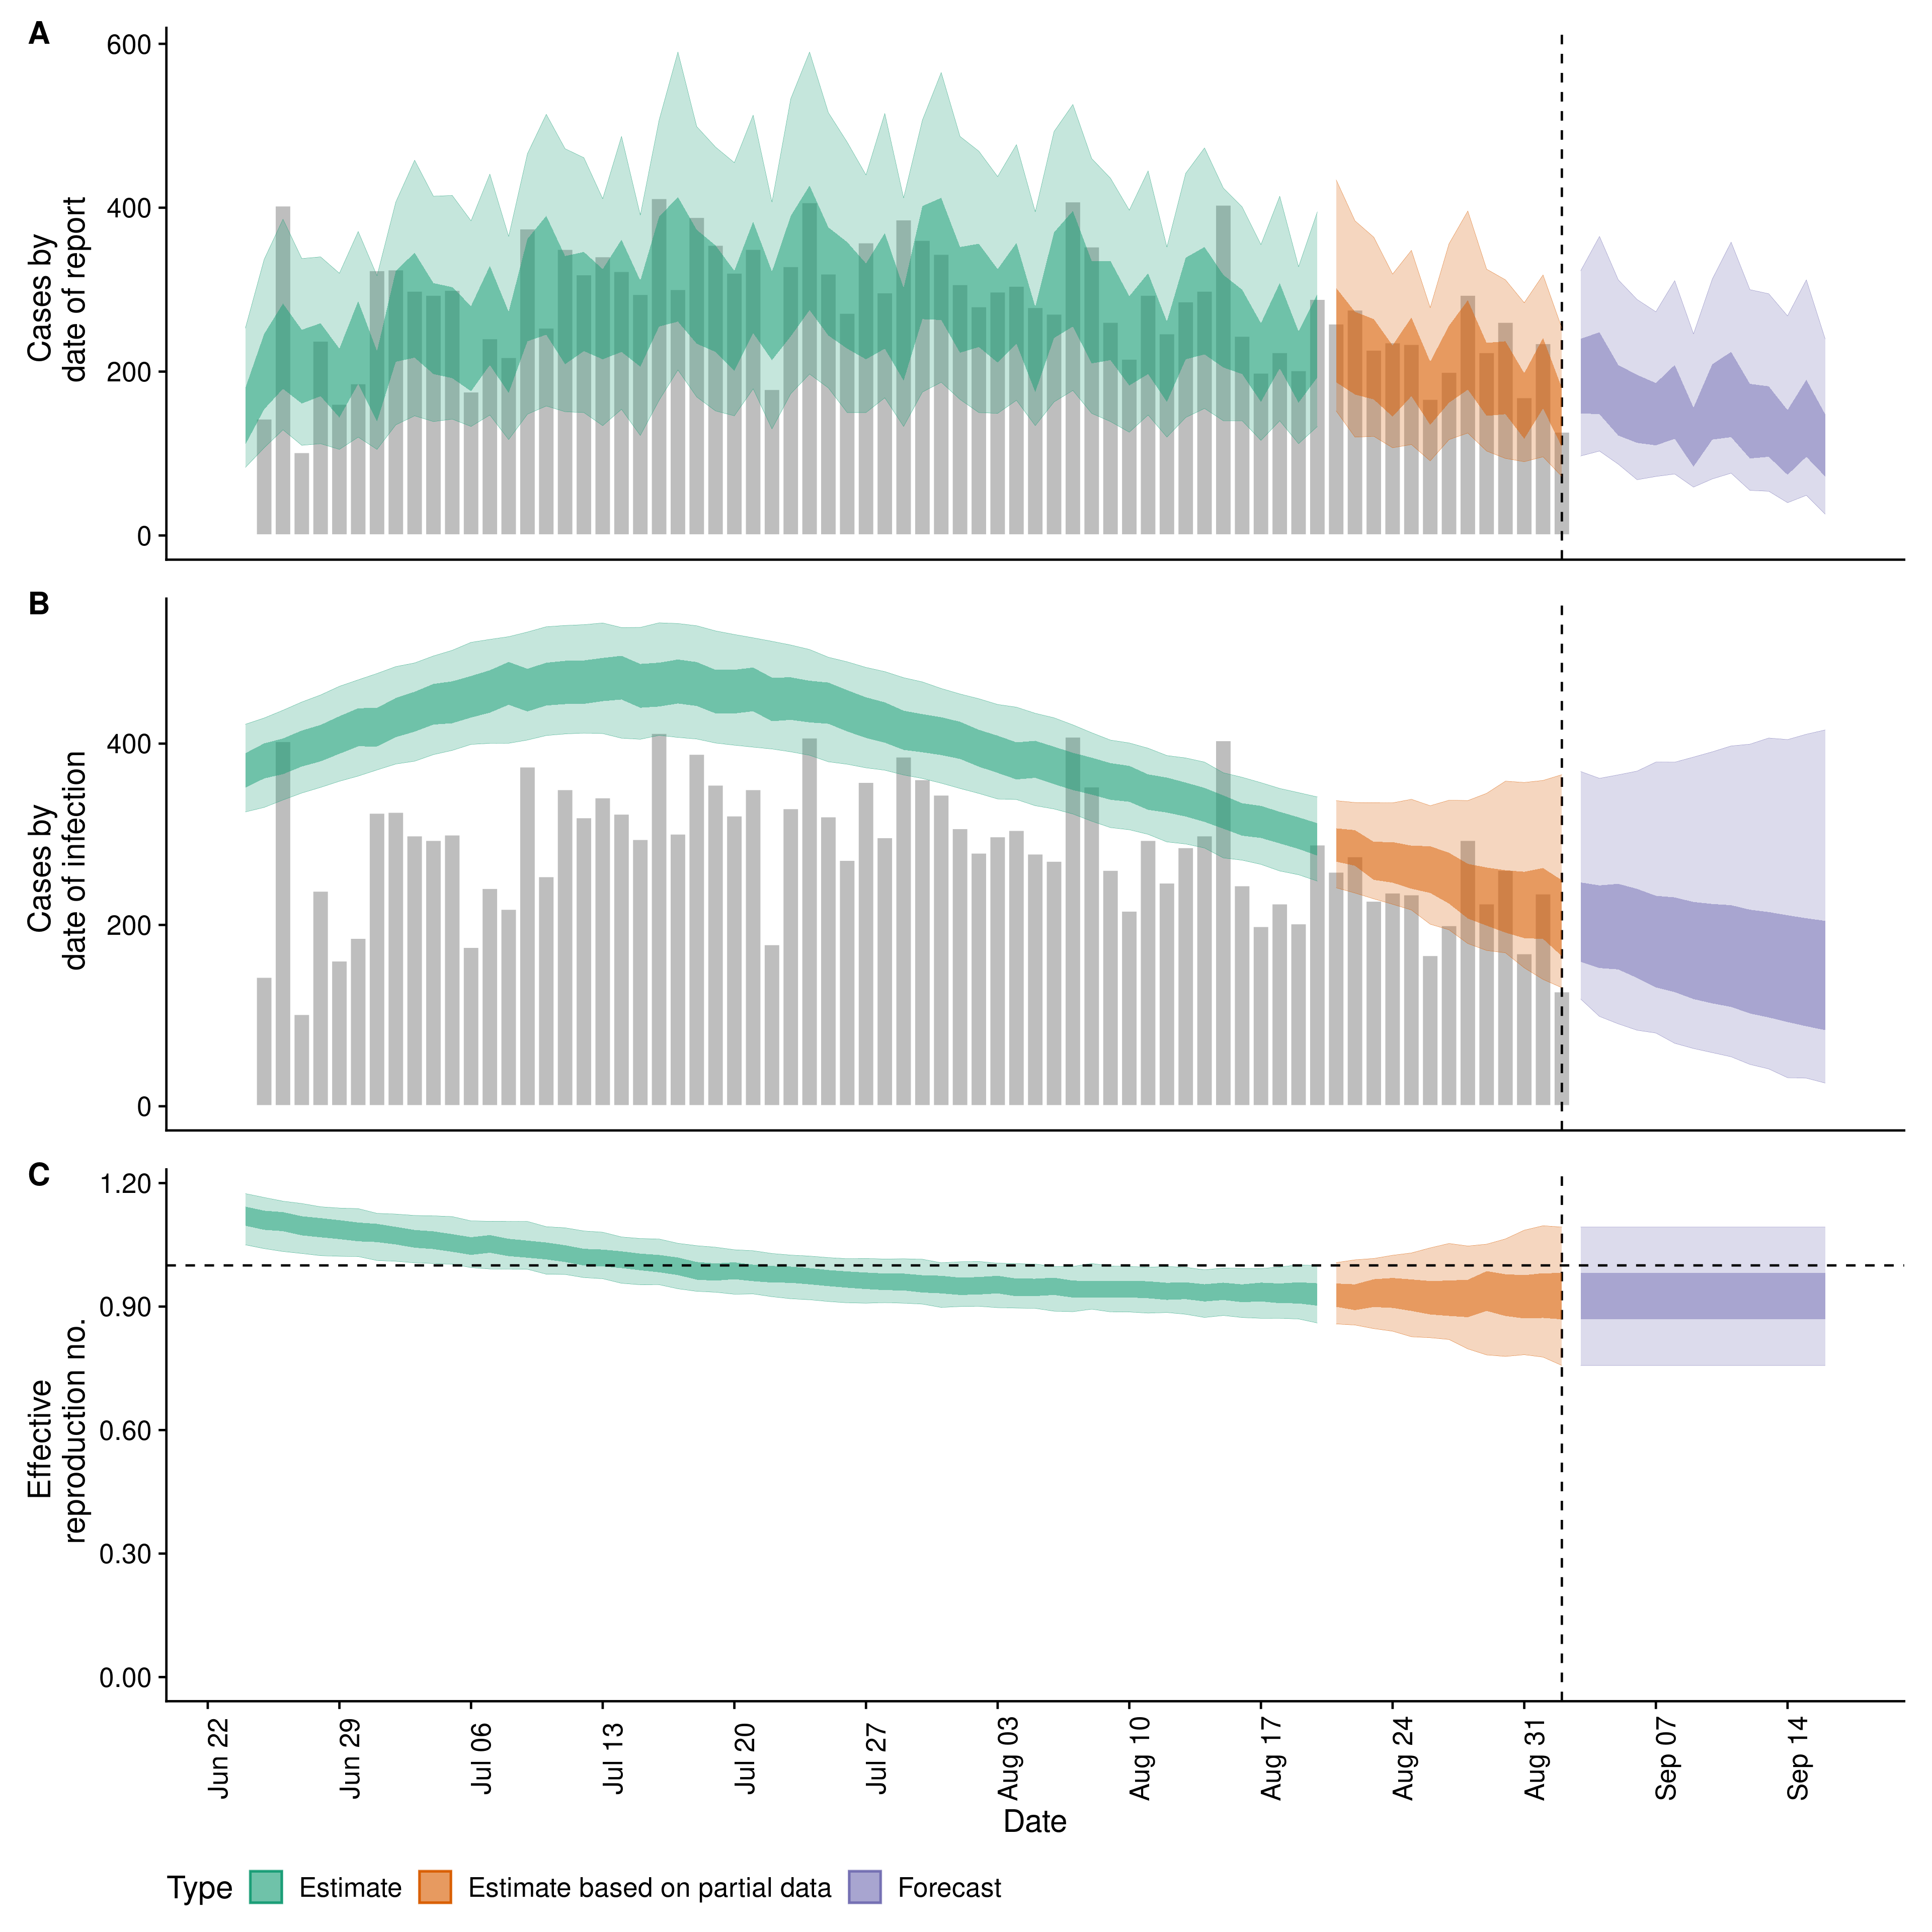 A
600
400
200
0
Cases by
date of report
B
400
200
0
Cases by
date of infection
C
1.20
0.90
0.60
0.30
0.00
Effective
reproduction no.
Jun 22
Jun 29
Jul 06
Jul 13
Jul 20
Jul 27
Aug 03
Aug 10
Aug 17
Aug 24
Aug 31
Sep 07
Sep 14
Date
Type Estimate Estimate based on partial data Forecast